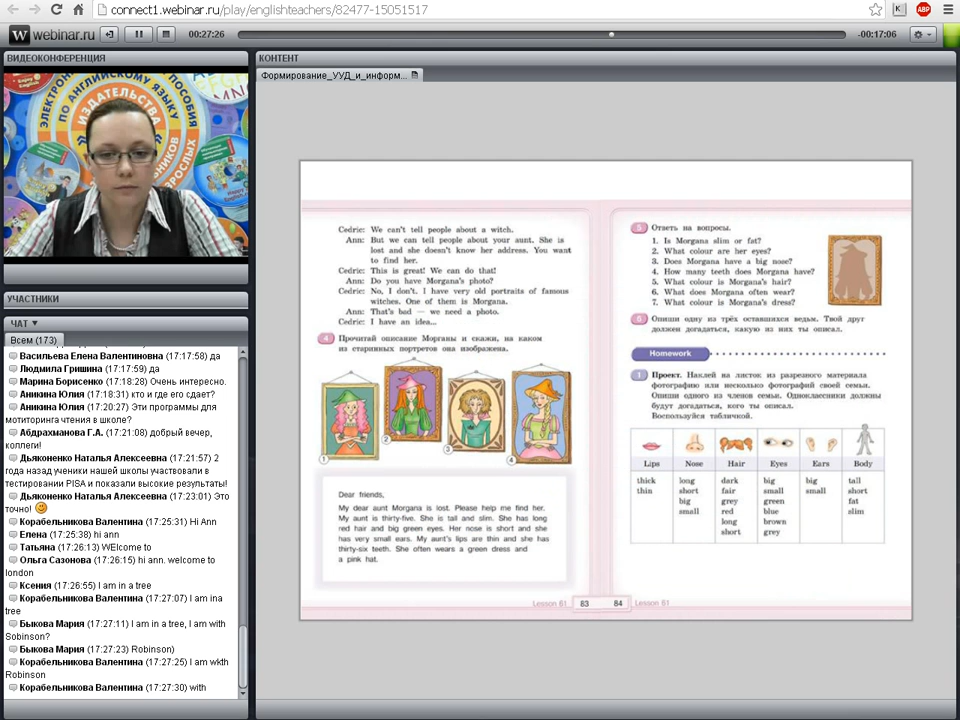 connect1.webinar.ru/play/englishteachers/82477-15051517
K
ABP
W webinar.ru
00:27:26
-00:17:06
ВИДЕОКОНФЕРЕНЦИЯ
ЭЛЕКТРОННЫЕ ПОСОБИЯ
ПО АНГЛИЙСКОМУ ЯЗЫКУ
ИЗДАТЕЛЬСТВА
УЧАСТНИКИ
ЧАТ
Всем (173)
Васильева Елена Валентиновна (17:17:58) да
Людмила Гришина (17:17:59) да
Марина Борисенко (17:18:28) Очень интересно.
Аникина Юлия (17:18:31) кто и где его сдает?
Аникина Юлия (17:20:27) Эти программы для
мотиторинга чтения в школе?
Абдрахманова Г.А. (17:21:08) добрый вечер,
коллеги!
Дьяконенко Наталья Алексеевна (17:21:57) 2
года назад ученики нашей школы участвовали в
тестировании PISA и показали высокие результаты!
Дьяконенко Наталья Алексеевна (17:23:01) Это
точно!
Корабельникова Валентина (17:25:31) Hi Ann
Елена (17:25:38) hi ann
Татьяна (17:26:13) WElcome to
Ольга Сазонова (17:26:15) hi ann. welcome to
london
Ксения (17:26:55) I am in a tree
Корабельникова Валентина (17:27:07) I am ina
tree
Быкова Мария (17:27:11) I am in a tree, I am with
Sobinson?
Быкова Мария (17:27:23) Robinson)
Корабельникова Валентина (17:27:25) I am wkth
Robinson
Корабельникова Валентина (17:27:30) with
КОНТЕНТ
Формирование_УУД_и_информ...
Cedric: We can't tell people about a witch.
Ann: But we can tell people about your aunt. She is
lost and she doesn't know her address. You want
to find her.
Cedric: This is great! We can do that!
Ann: Do you have Morgana's photo?
Cedric: No, I don't. I have very old portraits of famous
witches. One of them is Morgana.
Ann: That's bad — we need a photo.
Cedric: I have an idea...
4 Прочитай описание Морганы и скажи, на каком
из старинных портретов она изображена.
1
2
3
4
Dear friends,
My dear aunt Morgana is lost. Please help me find her.
My aunt is thirty-five. She is tall and slim. She has long
red hair and big green eyes. Her nose is short and she
has very small ears. My aunt's lips are thin and she has
thirty-six teeth. She often wears a green dress and
a pink hat.
Lesson 61 83
5 Ответь на вопросы.
1. Is Morgana slim or fat?
2. What colour are her eyes?
3. Does Morgana have a big nose?
4. How many teeth does Morgana have?
5. What colour is Morgana's hair?
6. What does Morgana often wear?
7. What colour is Morgana's dress?
6 Опиши одну из трёх оставшихся ведьм. Твой друг
должен догадаться, какую из них ты описал.
Homework
1 Проект. Наклей на листок из разрезного материала
фотографию или несколько фотографий своей семьи.
Опиши одного из членов семьи. Одноклассники должны
будут догадаться, кого ты описал.
Воспользуйся табличкой.
Lips Nose Hair Eyes Ears Body
thick long dark big big tall
thin short fair small small short
big grey green fat
small red blue slim
long brown
short grey
84 Lesson 61